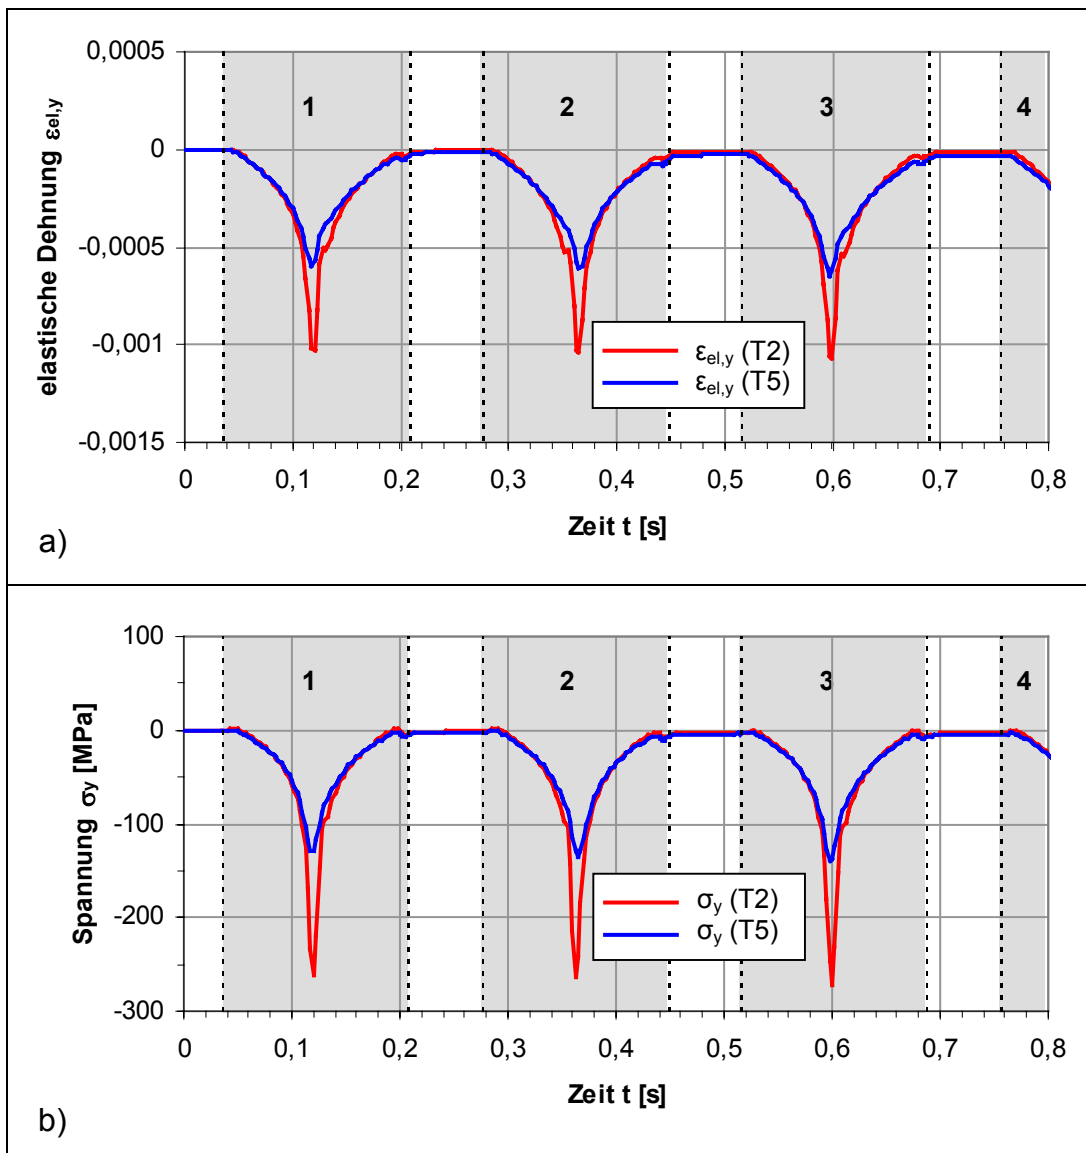 0,0005
0
-0,0005
-0,001
-0,0015
elastische Dehnung εel,y
1
2
3
4
εel,y (T2)
εel,y (T5)
0 0,1 0,2 0,3 0,4 0,5 0,6 0,7 0,8
Zeit t [s]
a)
100
0
-100
-200
-300
Spannung σy [MPa]
1
2
3
4
σy (T2)
σy (T5)
0 0,1 0,2 0,3 0,4 0,5 0,6 0,7 0,8
Zeit t [s]
b)